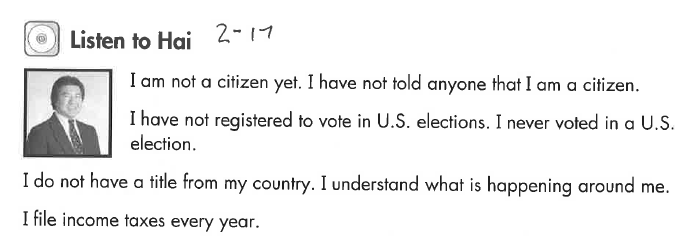 Listen to Hai 2-17
I am not a citizen yet. I have not told anyone that I am a citizen.
I have not registered to vote in U.S. elections. I never voted in a U.S.
election.
I do not have a title from my country. I understand what is happening around me.
I file income taxes every year.